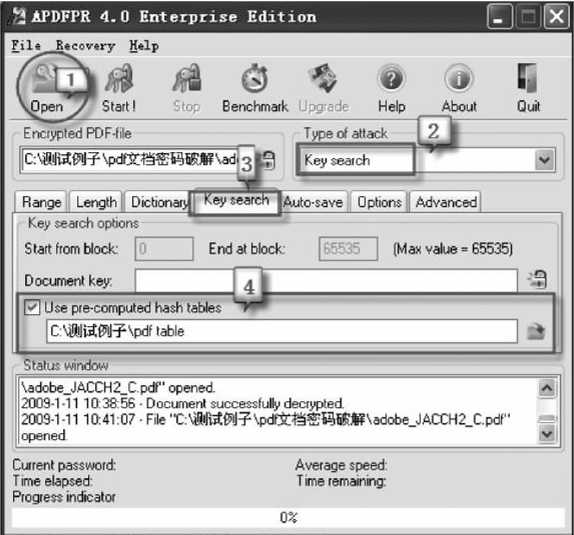 APDFPR 4.0 Enterprise Edition
File Recovery Help
1
Open Start! Stop Benchmark Upgrade Help About Quit
Encrypted PDF-file
Type of attack
2
C:\测试例子\pdf文档密码破解\ado
Key search
3
Range Length Dictionary Key search Auto-save Options Advanced
Key search options
Start from block: 0 End at block: 65535 (Max value = 65535)
Document key:
4
Use pre-computed hash tables
C:\测试例子\pdf table
Status window
\adobe_JACCH2_C.pdf" opened.
2009-1-11 10:38:56 - Document successfully decrypted.
2009-1-11 10:41:07 - File "C:\测试例子\pdf文档密码破解\adobe_JACCH2_C.pdf"
opened.
Current password:
Average speed:
Time elapsed:
Time remaining:
Progress indicator
0%